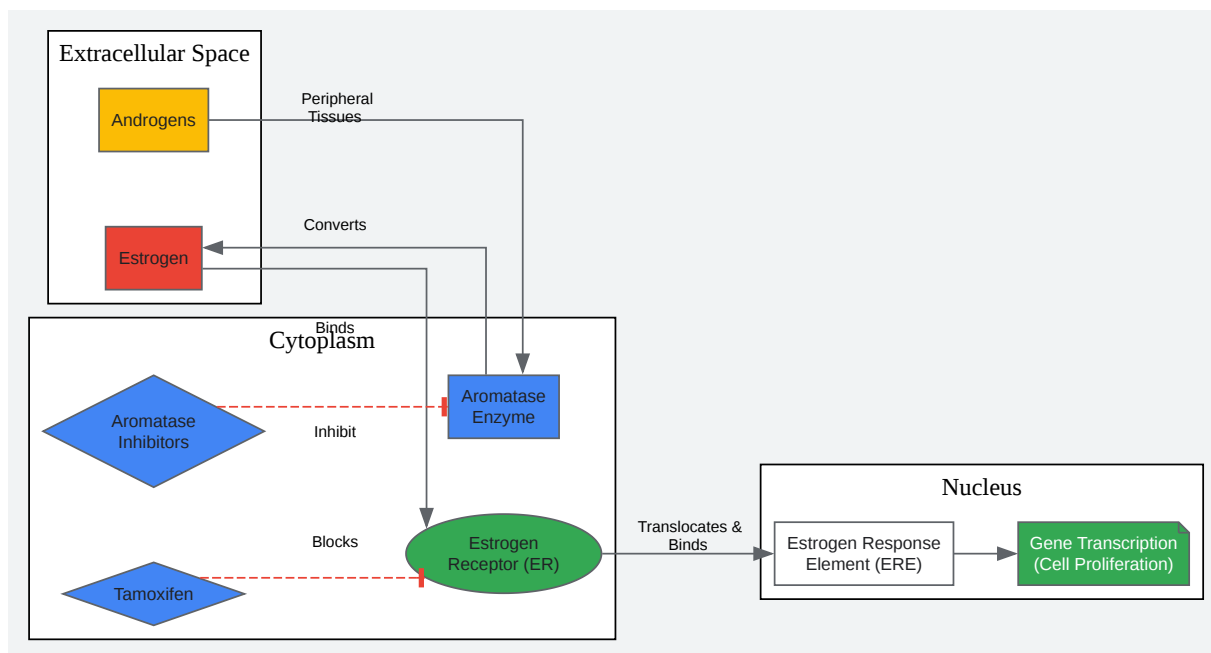 Extracellular Space
Peripheral
Tissues
Androgens
Converts
Estrogen
Binds
Cytoplasm
Aromatase
Enzyme
Aromatase
Inhibitors
Inhibit
Blocks
Estrogen
Receptor (ER)
Tamoxifen
Translocates &
Binds
Nucleus
Estrogen Response
Element (ERE)
Gene Transcription
(Cell Proliferation)